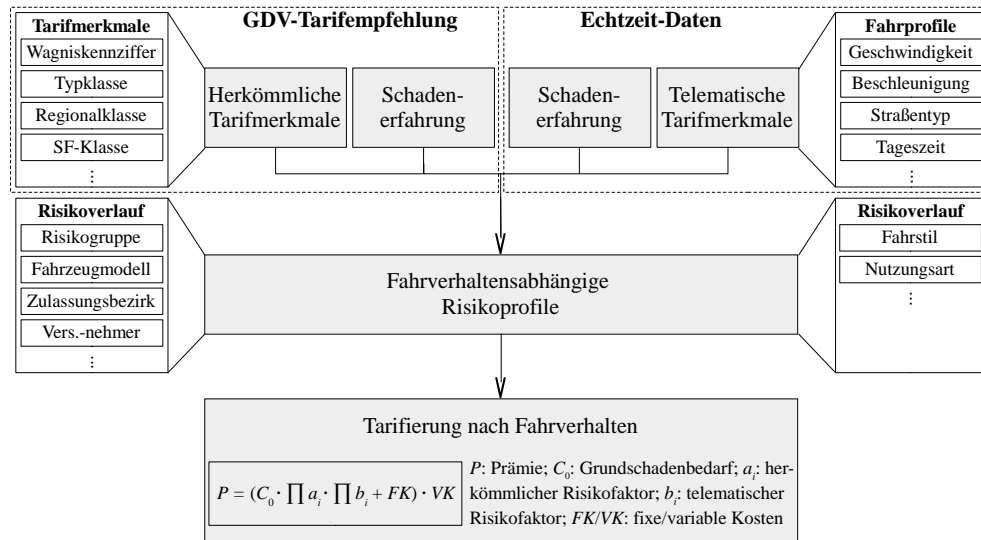 GDV-Tarifempfehlung
Echtzeit-Daten
Tarifmerkmale
Wagniskennziffer
Typklasse
Regionalklasse
SF-Klasse
⋮
Herkömmliche
Tarifmerkmale
Schaden-
erfahrung
Schaden-
erfahrung
Telematische
Tarifmerkmale
Fahrprofile
Geschwindigkeit
Beschleunigung
Straßentyp
Tageszeit
⋮
Risikoverlauf
Risikogruppe
Fahrzeugmodell
Zulassungsbezirk
Vers.-nehmer
⋮
Fahrverhaltensabhängige
Risikoprofile
Risikoverlauf
Fahrstil
Nutzungsart
⋮
Tarifierung nach Fahrverhalten
P = (C₀ · ∏ aᵢ · ∏ bᵢ + FK) · VK
P: Prämie; C₀: Grundschadenbedarf; aᵢ: her-
kömmlicher Risikofaktor; bᵢ: telematischer
Risikofaktor; FK/VK: fixe/variable Kosten